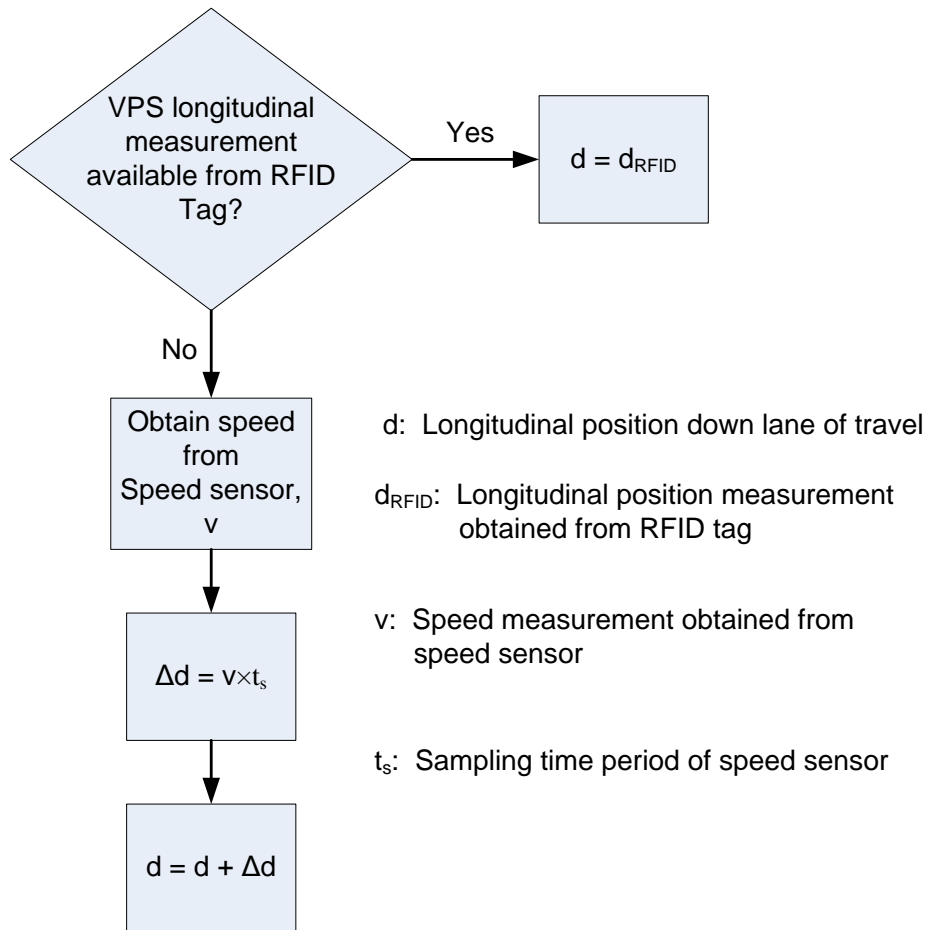 VPS longitudinal
measurement
available from RFID
Tag?
Yes
d = dRFID
No
Obtain speed
from
Speed sensor,
v
d: Longitudinal position down lane of travel
dRFID: Longitudinal position measurement
obtained from RFID tag
v: Speed measurement obtained from
speed sensor
Δd = v×ts
ts: Sampling time period of speed sensor
d = d + Δd